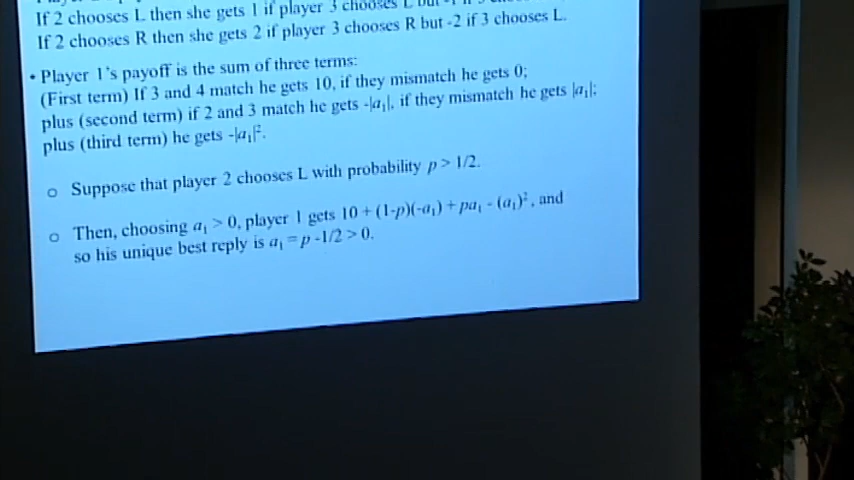 If 2 chooses L then she gets 1 if player 3 chooses L but -1 if 3
If 2 chooses R then she gets 2 if player 3 chooses R but -2 if 3 chooses L.
• Player 1's payoff is the sum of three terms:
(First term) If 3 and 4 match he gets 10, if they mismatch he gets 0;
plus (second term) if 2 and 3 match he gets -|a₁|, if they mismatch he gets |a₁|;
plus (third term) he gets -|a₁|².
o Suppose that player 2 chooses L with probability p > 1/2.
o Then, choosing a₁ > 0, player 1 gets 10 + (1-p)(-a₁) + pa₁ - (a₁)², and
so his unique best reply is a₁ = p -1/2 > 0.